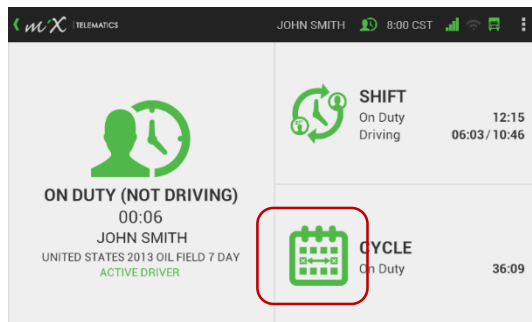 mix TELEMATICS
JOHN SMITH 8:00 CST
ON DUTY (NOT DRIVING)
00:06
JOHN SMITH
UNITED STATES 2013 OIL FIELD 7 DAY
ACTIVE DRIVER
SHIFT
On Duty 12:15
Driving 06:03/10:46
CYCLE
On Duty 36:09